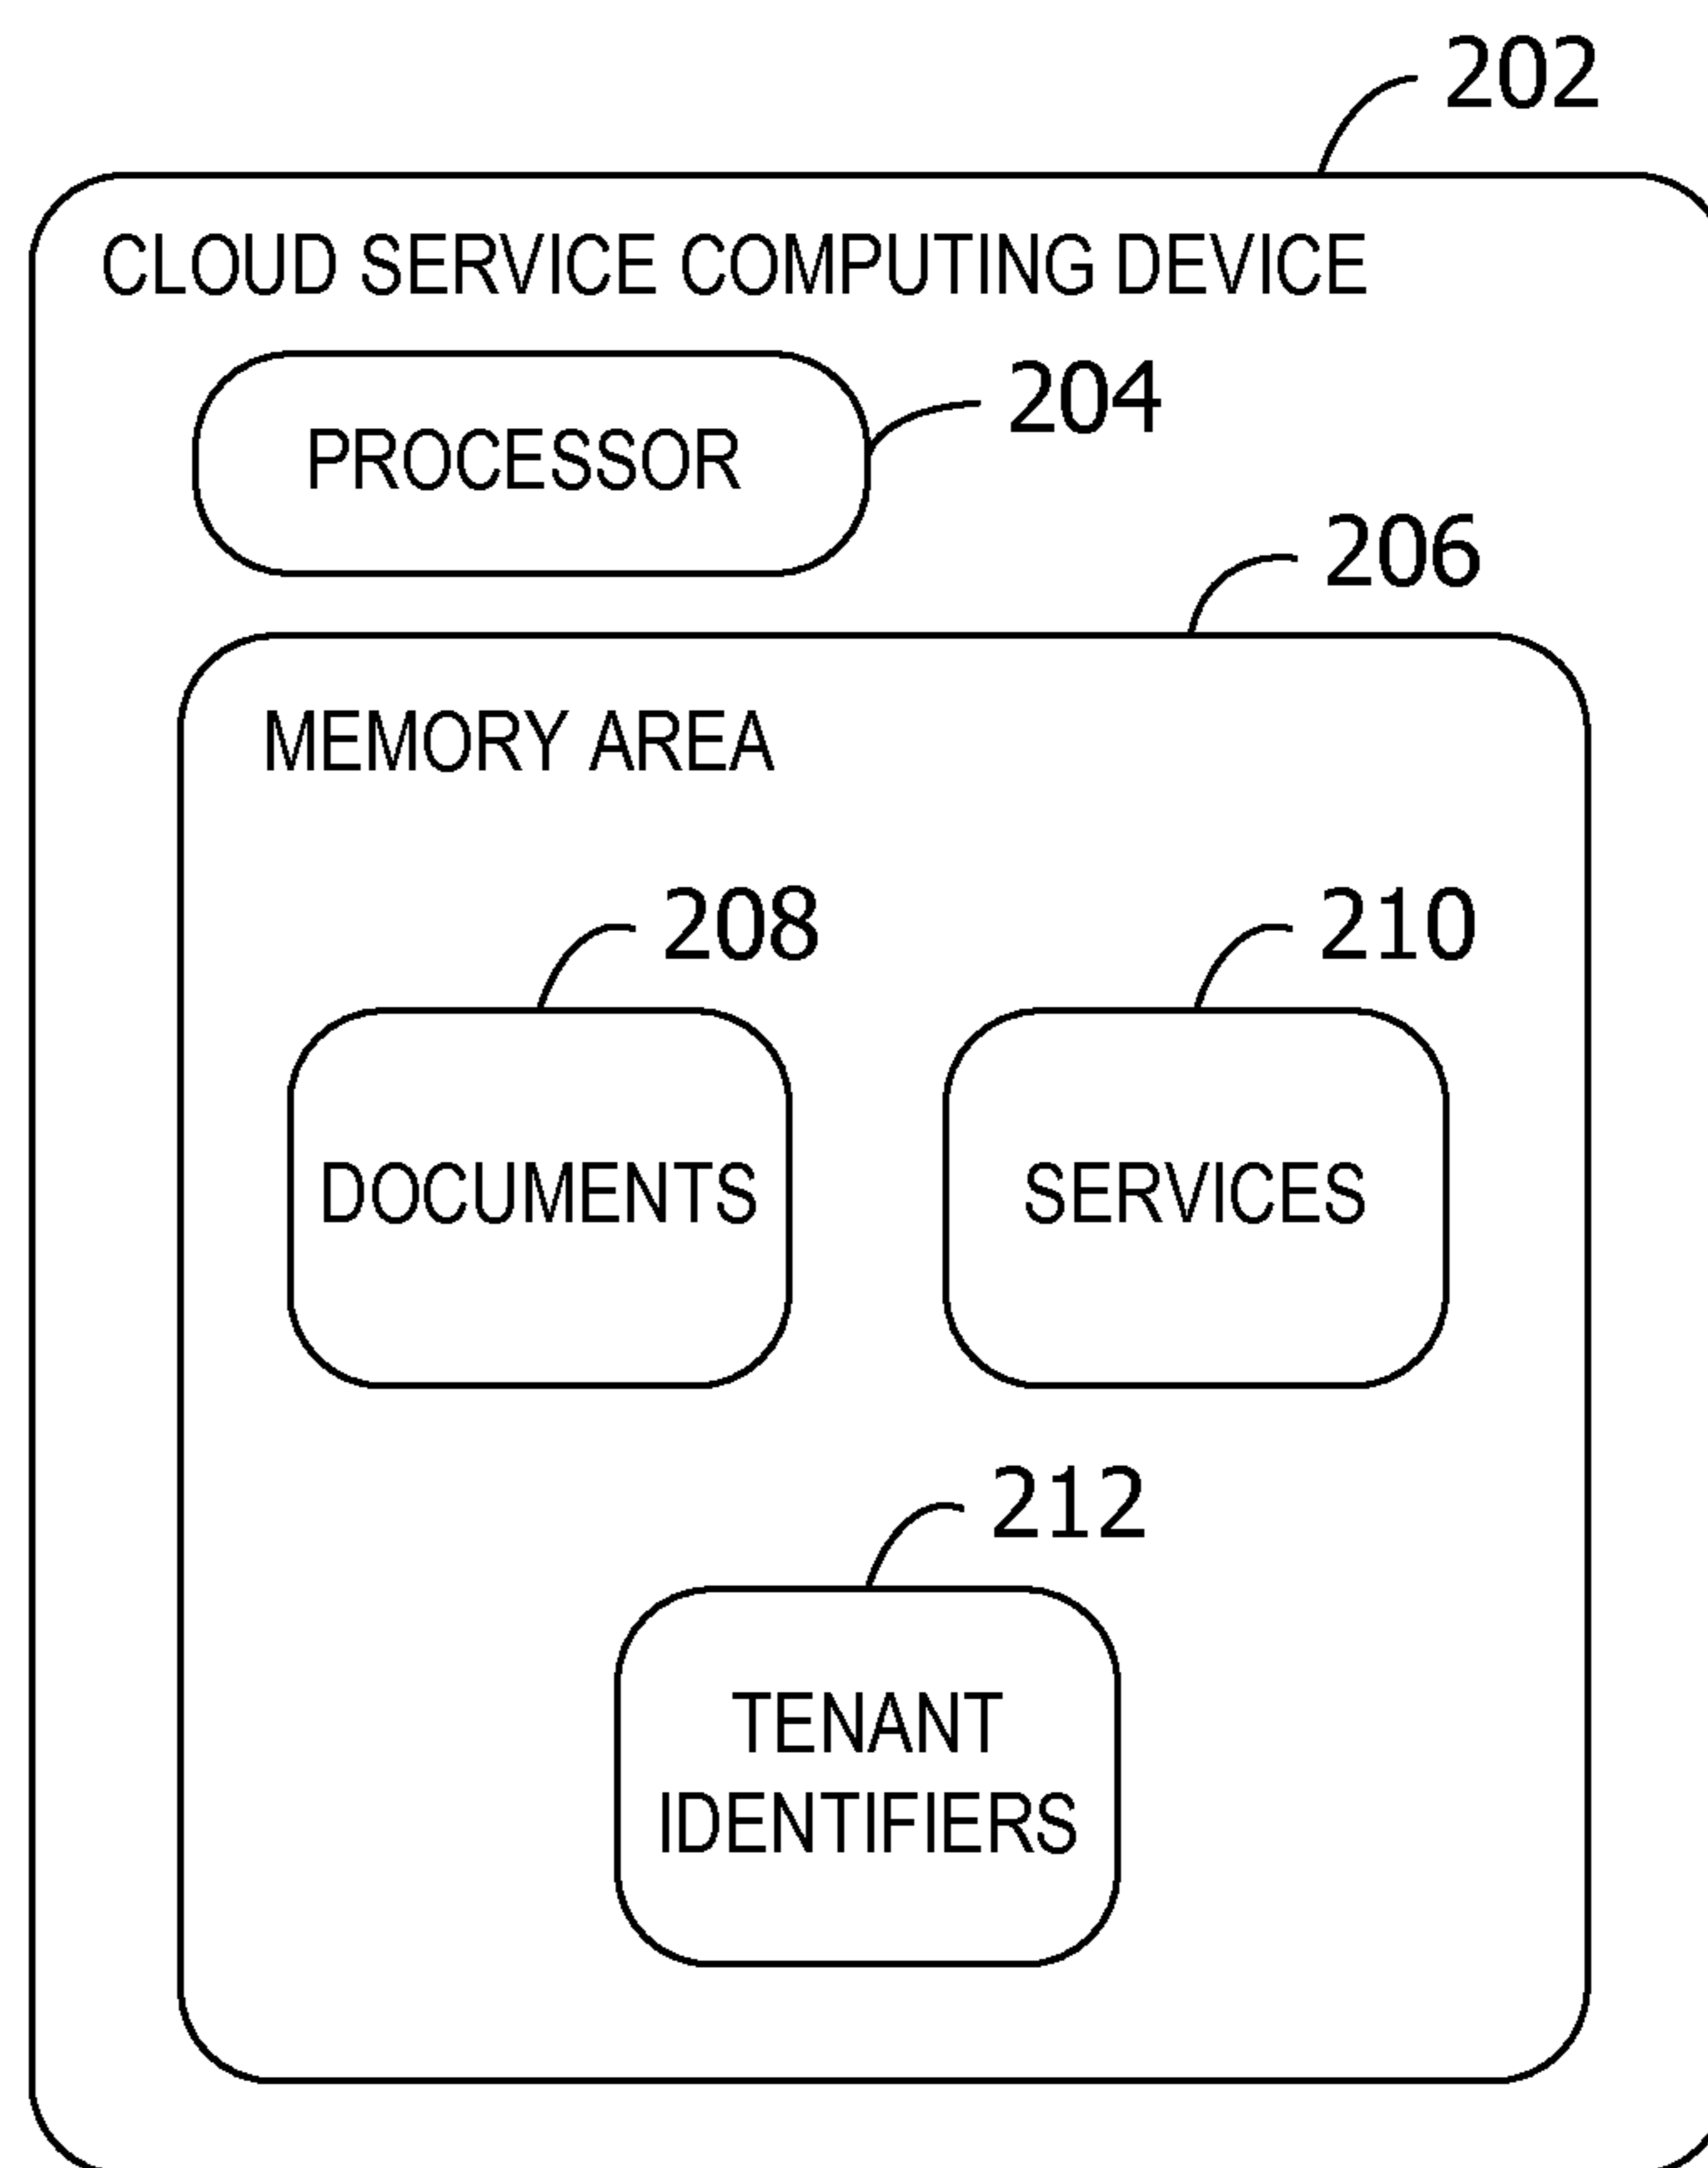 202
CLOUD SERVICE COMPUTING DEVICE
204
PROCESSOR
206
MEMORY AREA
208
210
DOCUMENTS
SERVICES
212
TENANT
IDENTIFIERS